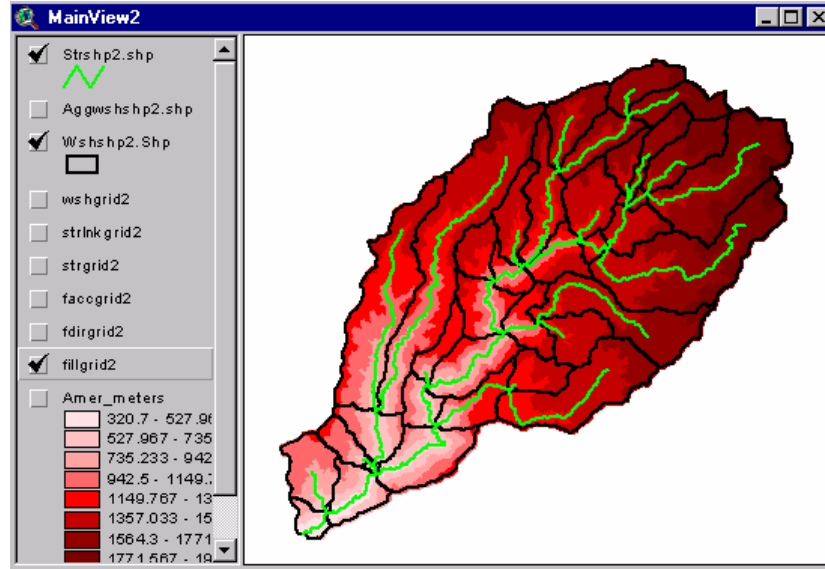 MainView2
Strshp2.shp
Aggwshshp2.shp
Wshshp2.Shp
wshgrid2
strlnkgrid2
strgrid2
faccgrid2
fdirgrid2
fillgrid2
Amer_meters
320.7 - 527.96
527.967 - 735
735.233 - 942
942.5 - 1149.
1149.767 - 13
1357.033 - 15
1564.3 - 1771
1771.567 - 19